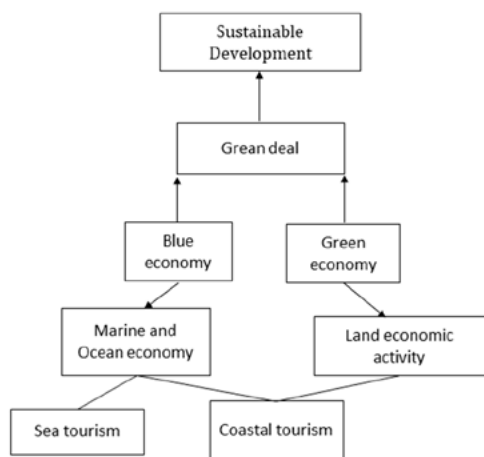 Sustainable
Development
Grean deal
Blue
economy
Green
economy
Marine and
Ocean economy
Land economic
activity
Sea tourism
Coastal tourism